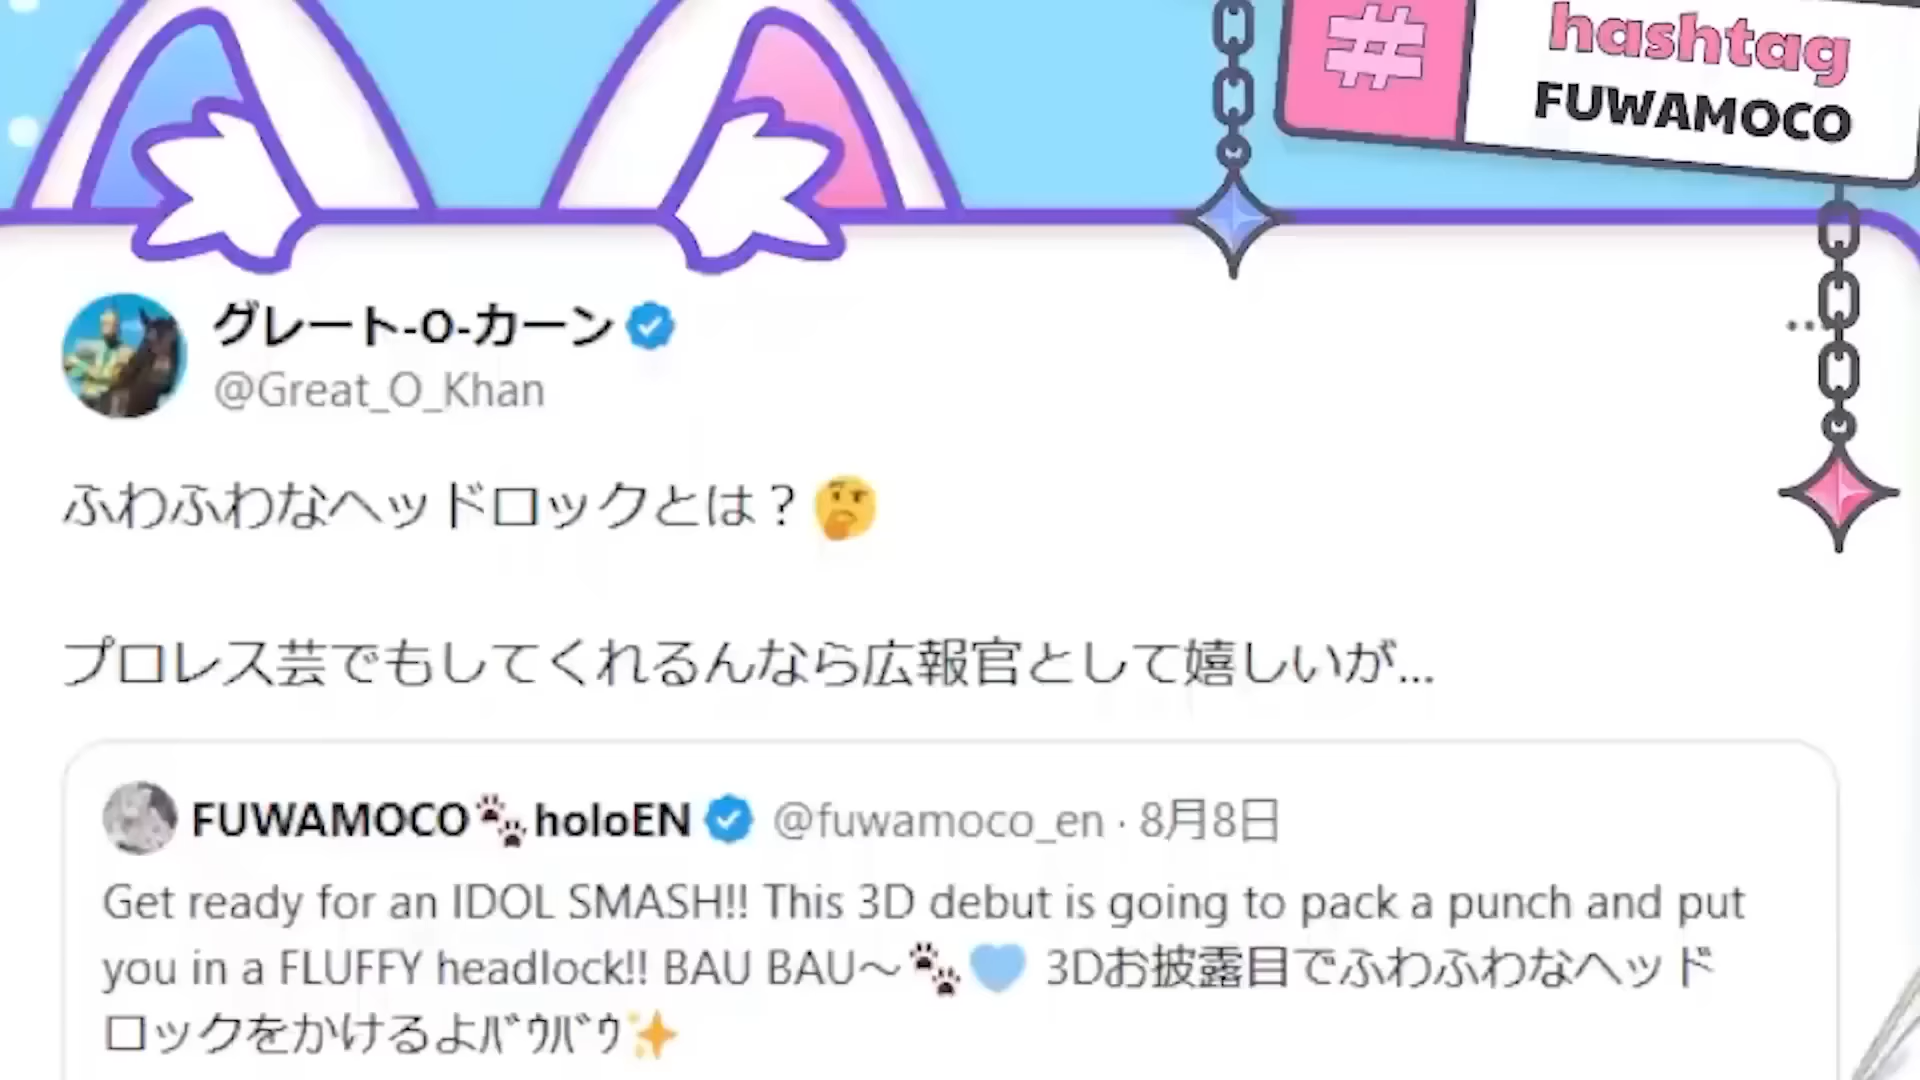 # hashtag
FUWAMOCO
グレート-O-カーン
@Great_O_Khan
ふわふわなヘッドロックとは？🤔
プロレス芸でもしてくれるんなら広報官として嬉しいが...
FUWAMOCO🐾holoEN @fuwamoco_en · 8月8日
Get ready for an IDOL SMASH!! This 3D debut is going to pack a punch and put
you in a FLUFFY headlock!! BAU BAU～🐾💙 3Dお披露目でふわふわなヘッド
ロックをかけるよﾊﾞｳﾊﾞｳ✨